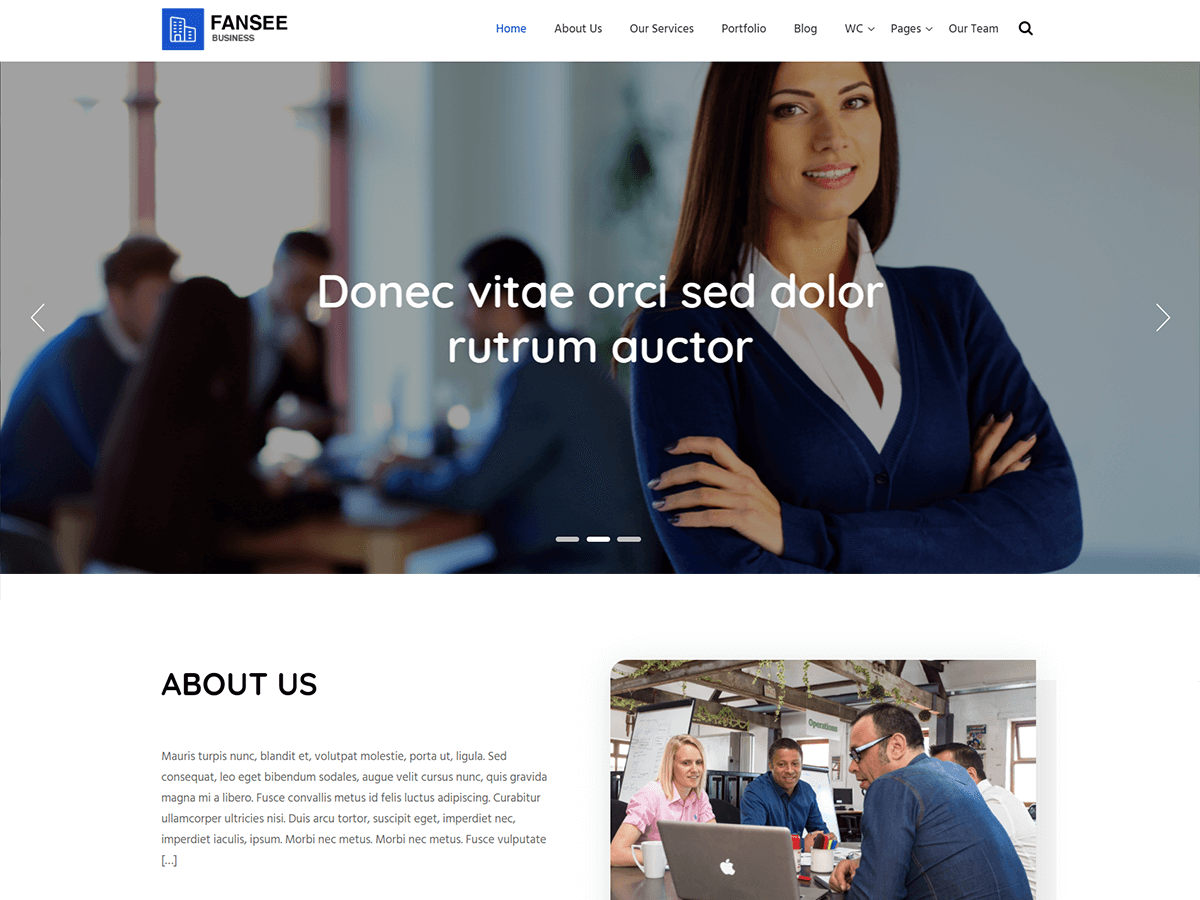 FANSEE
BUSINESS
Home About Us Our Services Portfolio Blog WC Pages Our Team
Donec vitae orci sed dolor
rutrum auctor
ABOUT US
Operations
Mauris turpis nunc, blandit et, volutpat molestie, porta ut, ligula. Sed
consequat, leo eget bibendum sodales, augue velit cursus nunc, quis gravida
magna mi a libero. Fusce convallis metus id felis luctus adipiscing. Curabitur
ullamcorper ultricies nisi. Duis arcu tortor, suscipit eget, imperdiet nec,
imperdiet iaculis, ipsum. Morbi nec metus. Morbi nec metus. Fusce vulputate
[…]